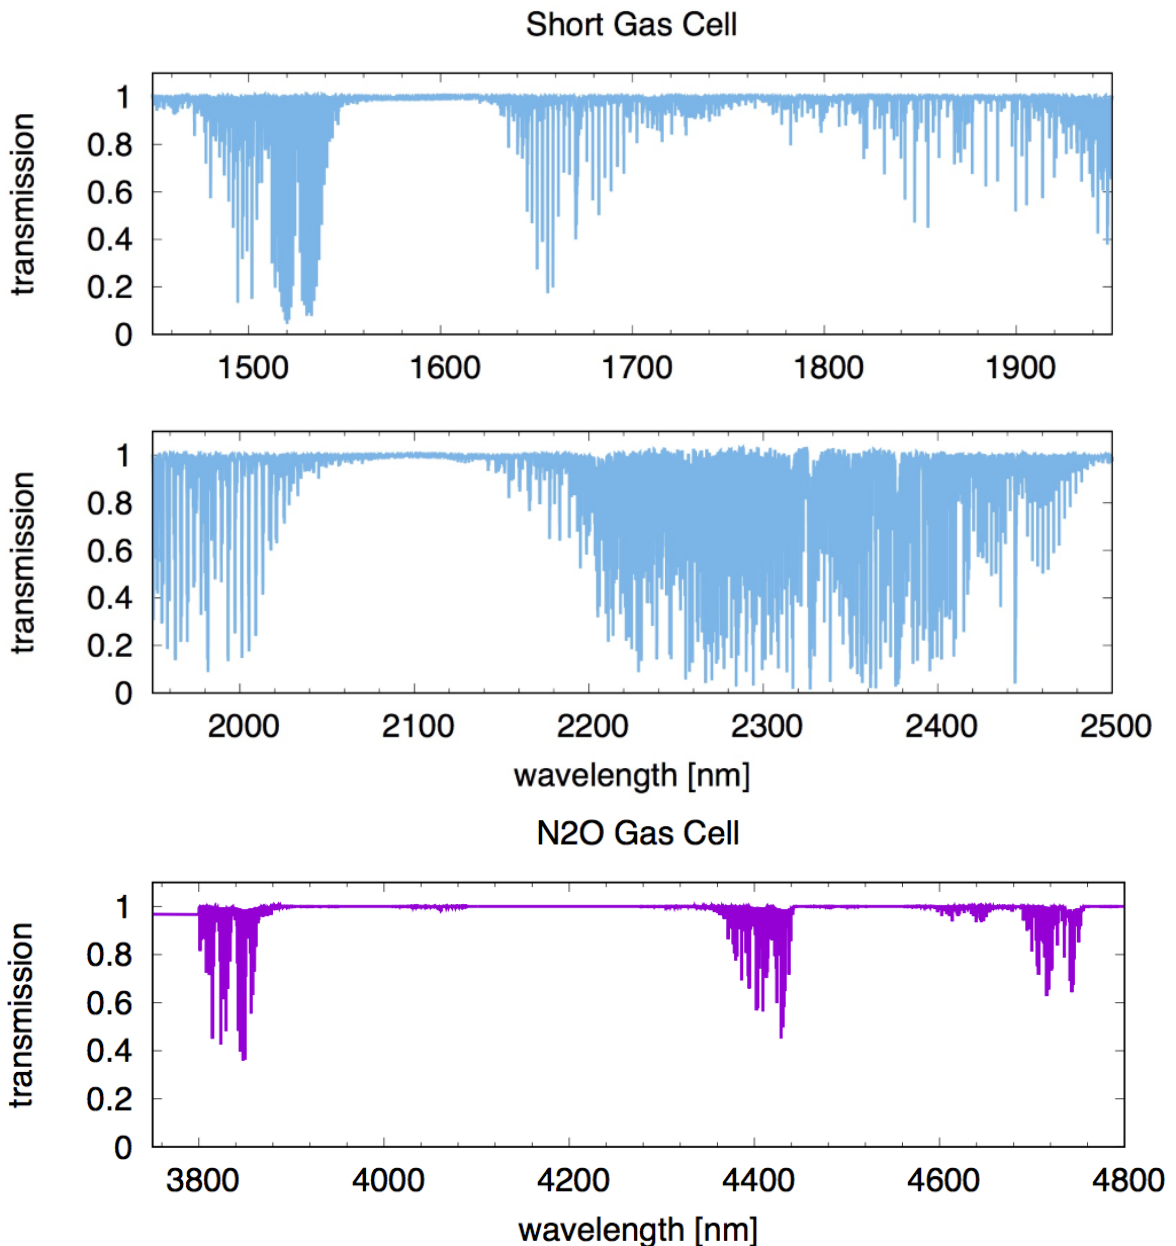 Short Gas Cell
transmission
1
0.8
0.6
0.4
0.2
0
1500 1600 1700 1800 1900
transmission
1
0.8
0.6
0.4
0.2
0
2000 2100 2200 2300 2400 2500
wavelength [nm]
N2O Gas Cell
transmission
1
0.8
0.6
0.4
0.2
0
3800 4000 4200 4400 4600 4800
wavelength [nm]